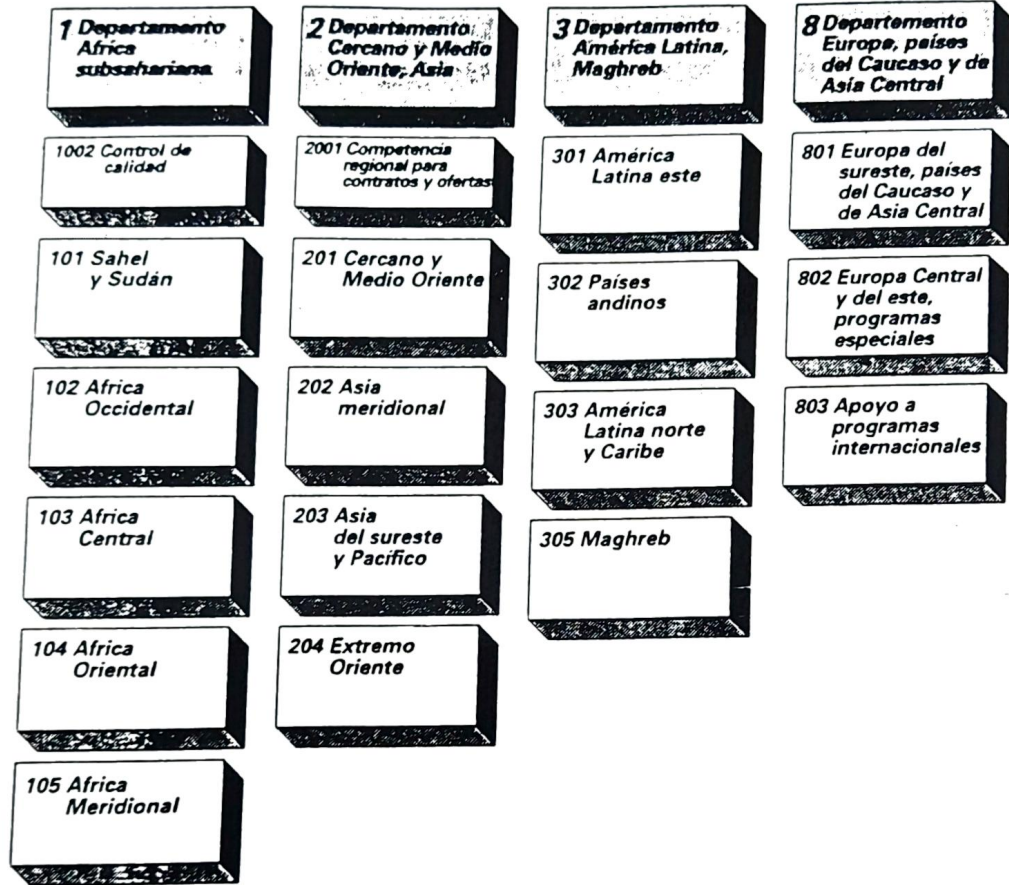 1 Departamento
Africa
subsahariana
1002 Control de
calidad
101 Sahel
y Sudán
102 Africa
Occidental
103 Africa
Central
104 Africa
Oriental
105 Africa
Meridional
2 Departamento
Cercano y Medio
Oriente, Asia
2001 Competencia
regional para
contratos y ofertas
201 Cercano y
Medio Oriente
202 Asia
meridional
203 Asia
del sureste
y Pacífico
204 Extremo
Oriente
3 Departamento
América Latina,
Maghreb
301 América
Latina este
302 Países
andinos
303 América
Latina norte
y Caribe
305 Maghreb
8 Departemento
Europa, países
del Caucaso y de
Asía Central
801 Europa del
sureste, países
del Caucaso y
de Asia Central
802 Europa Central
y del este,
programas
especiales
803 Apoyo a
programas
internacionales